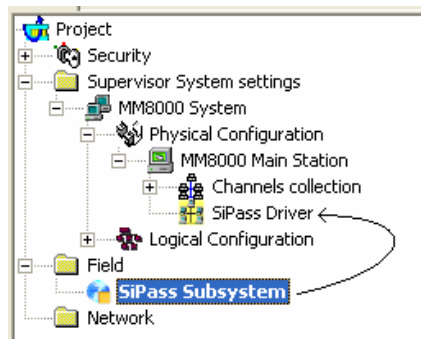 Project
Security
Supervisor System settings
MM8000 System
Physical Configuration
MM8000 Main Station
Channels collection
SiPass Driver
Logical Configuration
Field
SiPass Subsystem
Network